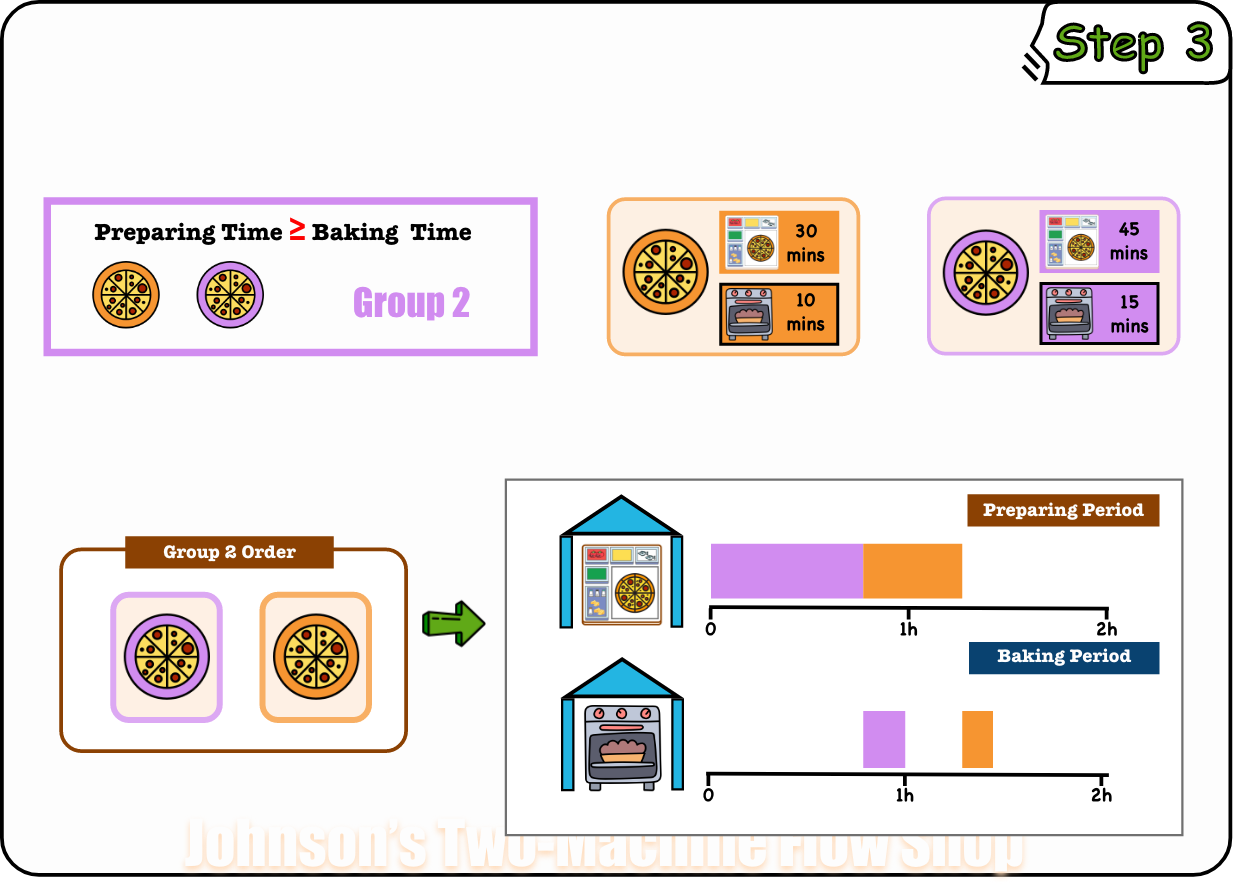 Step 3
Preparing Time ≥ Baking Time
Group 2
30
mins
10
mins
45
mins
15
mins
Group 2 Order
Preparing Period
0 1h 2h
Baking Period
0 1h 2h
Johnson's Two-Machine Flow Shop